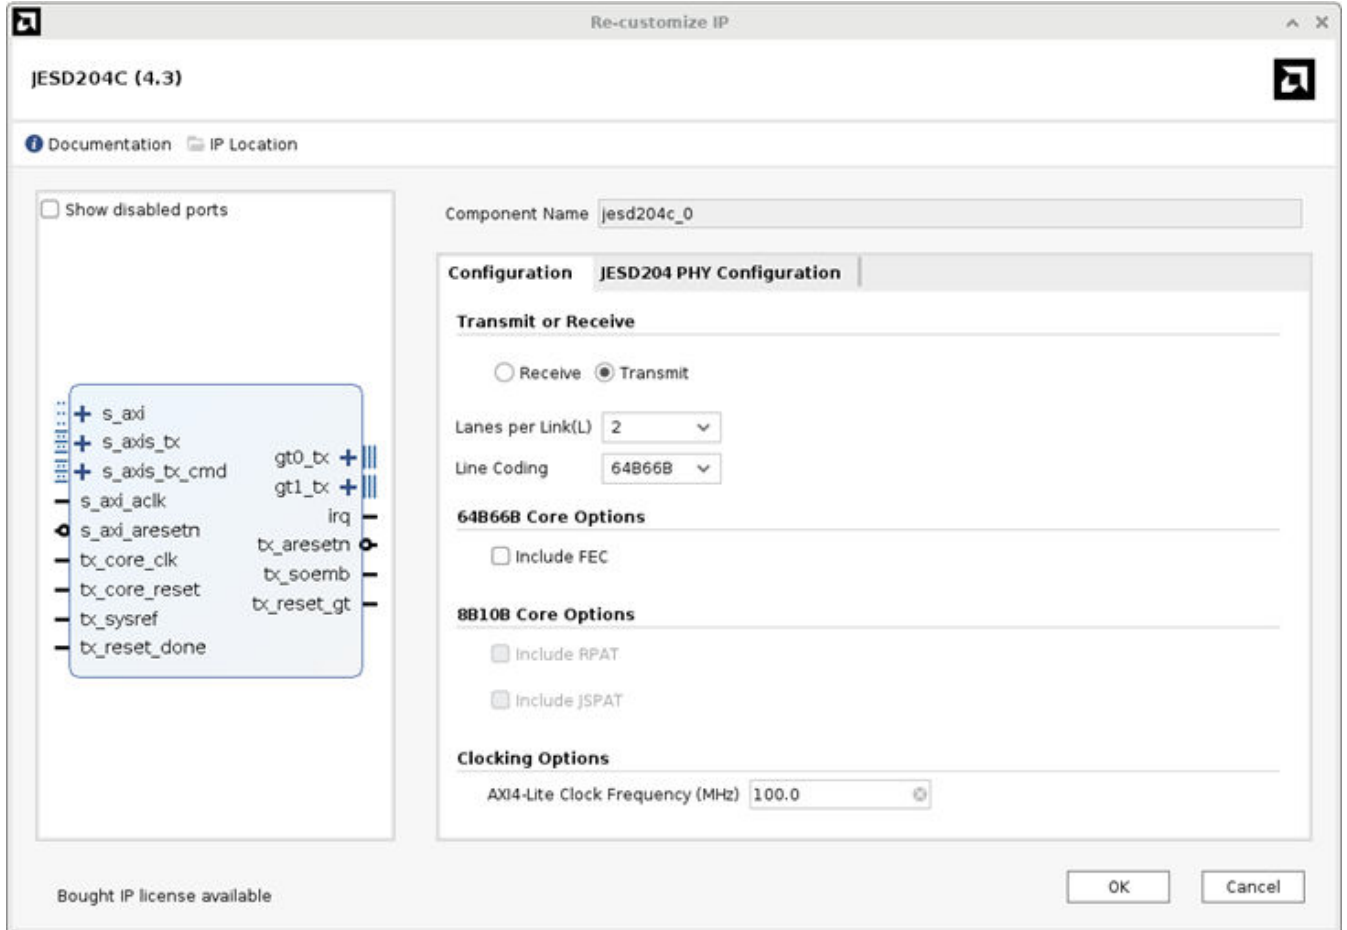 Re-customize IP
JESD204C (4.3)
Documentation IP Location
Show disabled ports
s_axi
s_axis_tx
s_axis_tx_cmd
s_axi_aclk
s_axi_aresetn
tx_core_clk
tx_core_reset
tx_sysref
tx_reset_done
gt0_tx
gt1_tx
irq
tx_aresetn
tx_soemb
tx_reset_gt
Component Name jesd204c_0
Configuration JESD204 PHY Configuration
Transmit or Receive
Receive Transmit
Lanes per Link(L) 2
Line Coding 64B66B
64B66B Core Options
Include FEC
8B10B Core Options
Include RPAT
Include JSPAT
Clocking Options
AXI4-Lite Clock Frequency (MHz) 100.0
Bought IP license available
OK Cancel